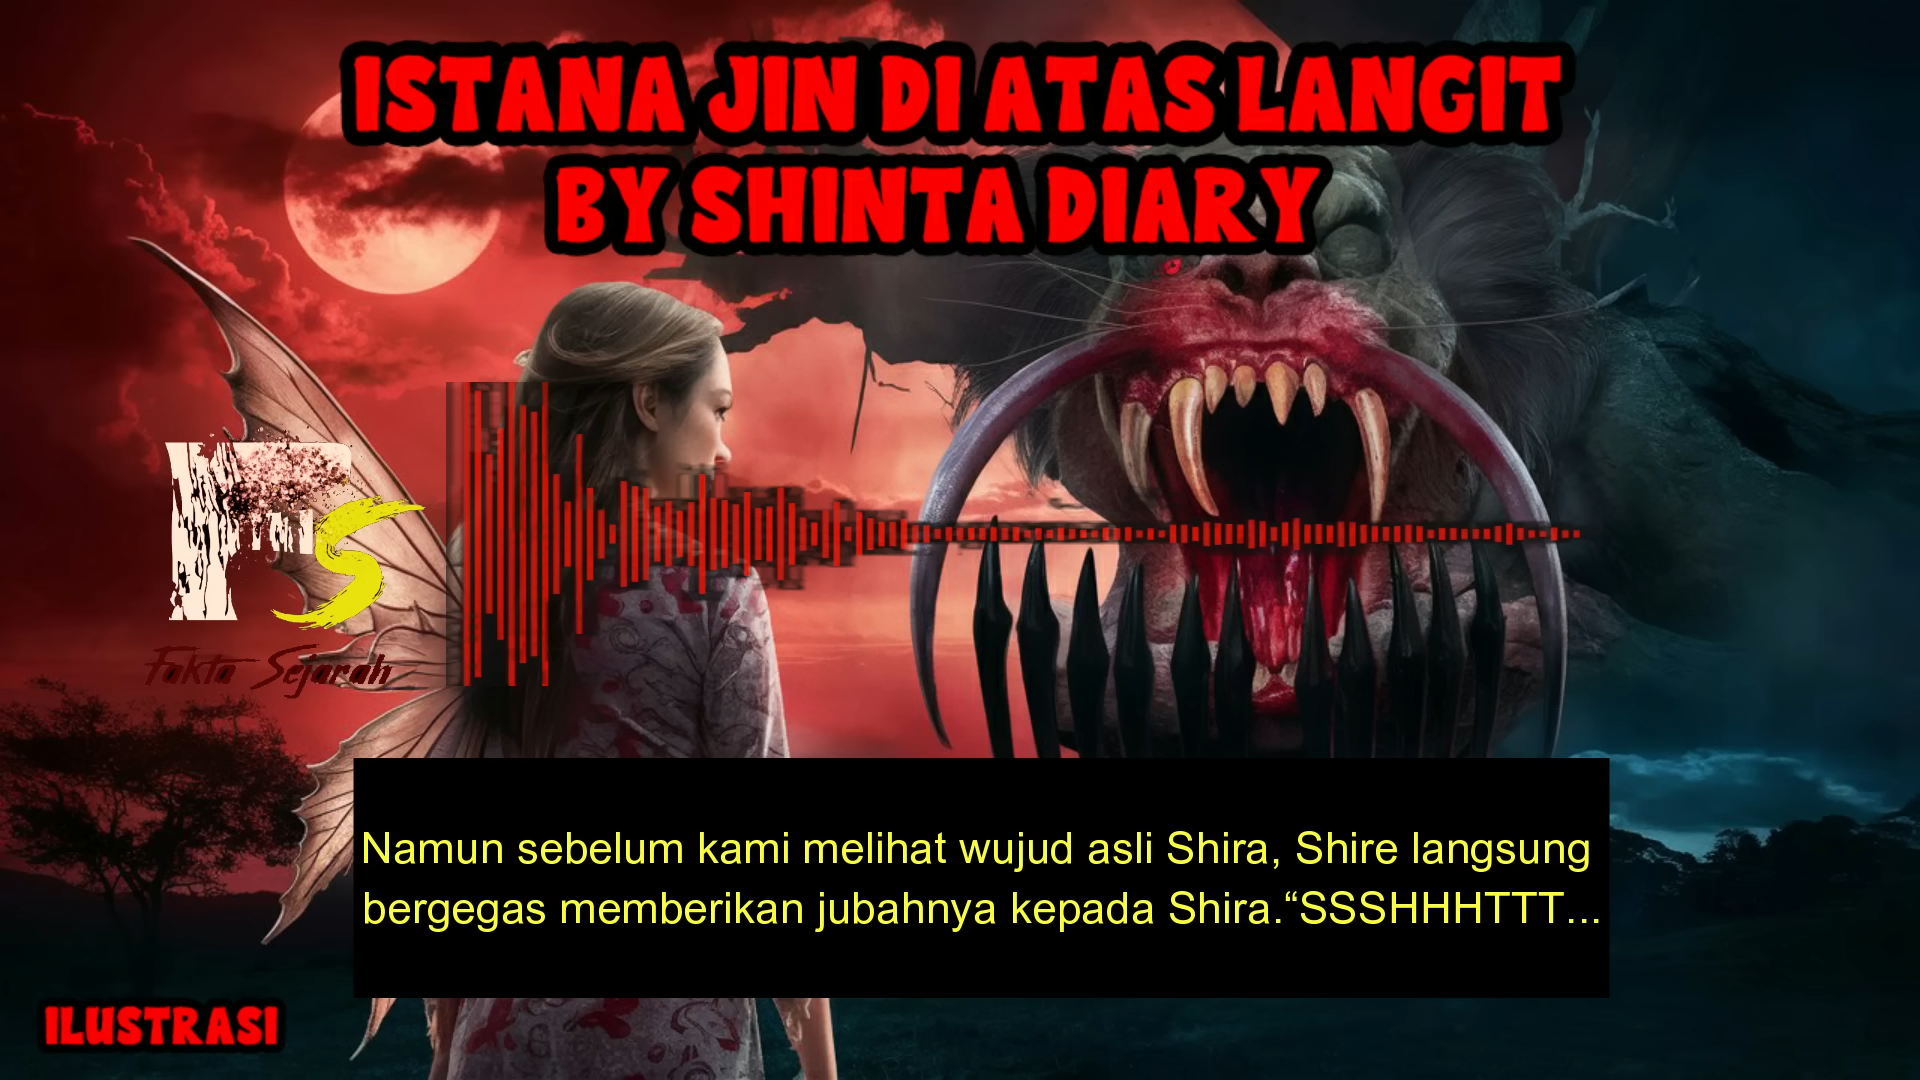 ISTANA JIN DI ATAS LANGIT
BY SHINTA DIARY
FS
Fakta Sejarah
Namun sebelum kami melihat wujud asli Shira, Shire langsung
bergegas memberikan jubahnya kepada Shira.“SSSHHHTTT...
ILUSTRASI